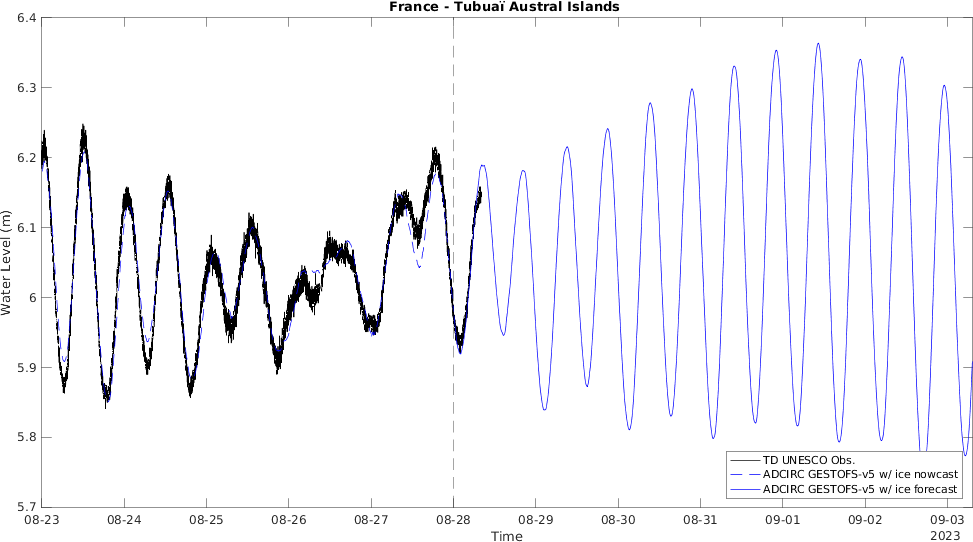 France - Tubuaï Austral Islands
6.4
6.3
6.2
6.1
6
5.9
5.8
5.7
Water Level (m)
TD UNESCO Obs.
ADCIRC GESTOFS-v5 w/ ice nowcast
ADCIRC GESTOFS-v5 w/ ice forecast
08-23 08-24 08-25 08-26 08-27 08-28 08-29 08-30 08-31 09-01 09-02 09-03
2023
Time